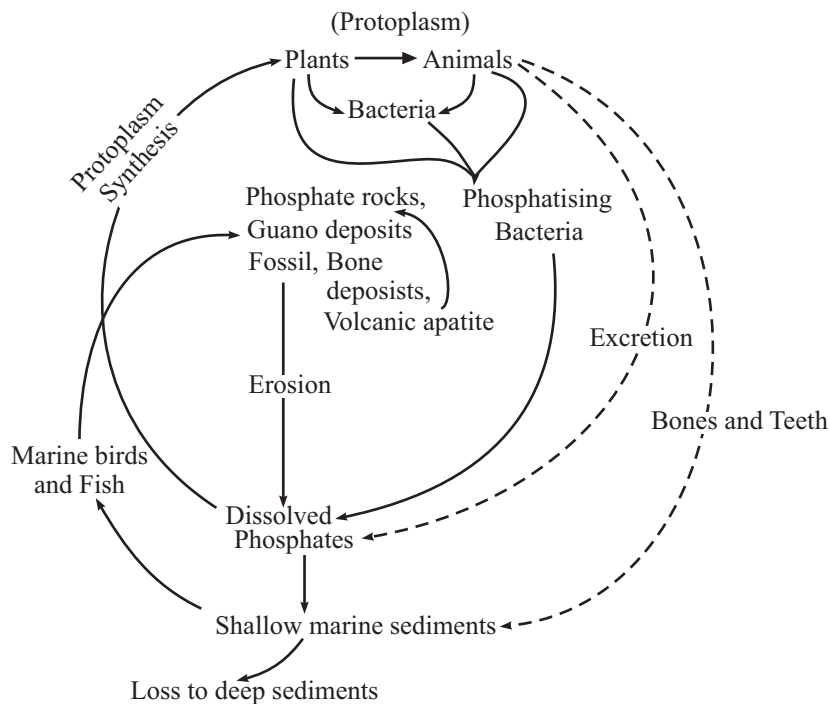 (Protoplasm)
Plants
Animals
Bacteria
Protoplasm
Synthesis
Phosphate rocks,
Guano deposits
Fossil, Bone
deposists,
Volcanic apatite
Phosphatising
Bacteria
Excretion
Erosion
Bones and Teeth
Marine birds
and Fish
Dissolved
Phosphates
Shallow marine sediments
Loss to deep sediments